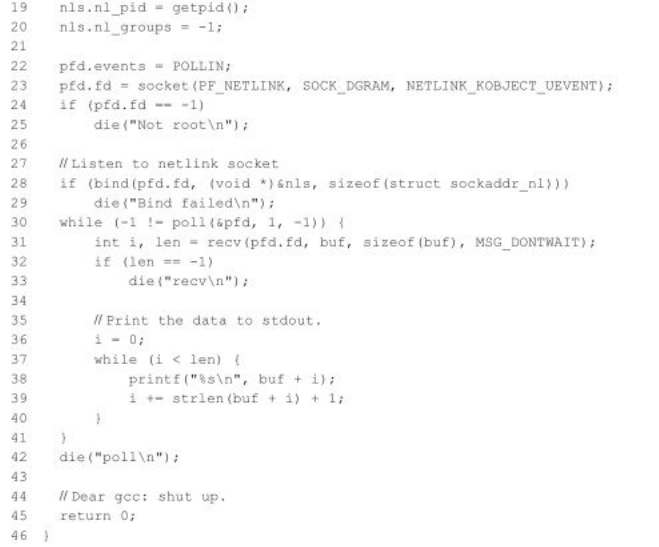 19 nls.nl_pid = getpid();
20 nls.nl_groups = -1;
21
22 pfd.events = POLLIN;
23 pfd.fd = socket(PF_NETLINK, SOCK_DGRAM, NETLINK_KOBJECT_UEVENT);
24 if (pfd.fd == -1)
25 die("Not root\n");
26
27 //Listen to netlink socket
28 if (bind(pfd.fd, (void *)&nls, sizeof(struct sockaddr_nl)))
29 die("Bind failed\n");
30 while (-1 != poll(&pfd, 1, -1)) {
31 int i, len = recv(pfd.fd, buf, sizeof(buf), MSG_DONTWAIT);
32 if (len == -1)
33 die("recv\n");
34
35 //Print the data to stdout.
36 i = 0;
37 while (i < len) {
38 printf("%s\n", buf + i);
39 i += strlen(buf + i) + 1;
40 }
41 }
42 die("poll\n");
43
44 //Dear gcc: shut up.
45 return 0;
46 }